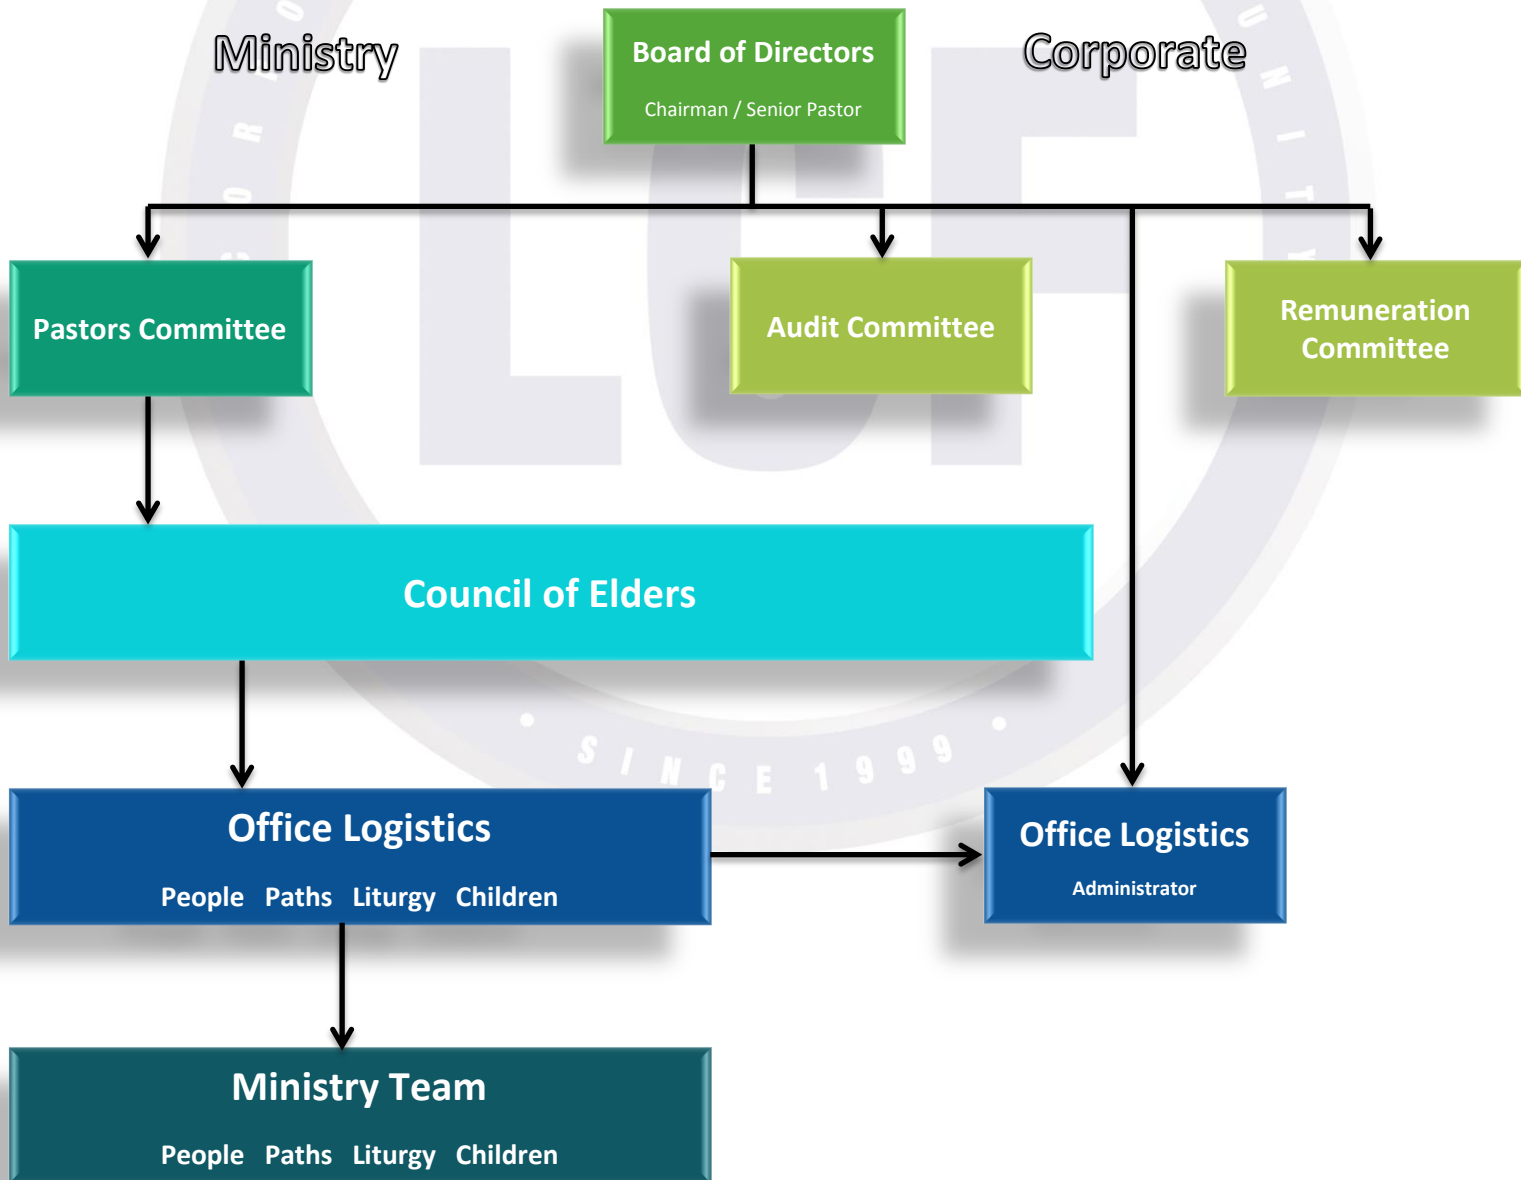 Ministry
Board of Directors
Chairman / Senior Pastor
Corporate
Pastors Committee
Audit Committee
Remuneration
Committee
Council of Elders
Office Logistics
People Paths Liturgy Children
Office Logistics
Administrator
Ministry Team
People Paths Liturgy Children
LCF
• SINCE 1999 •